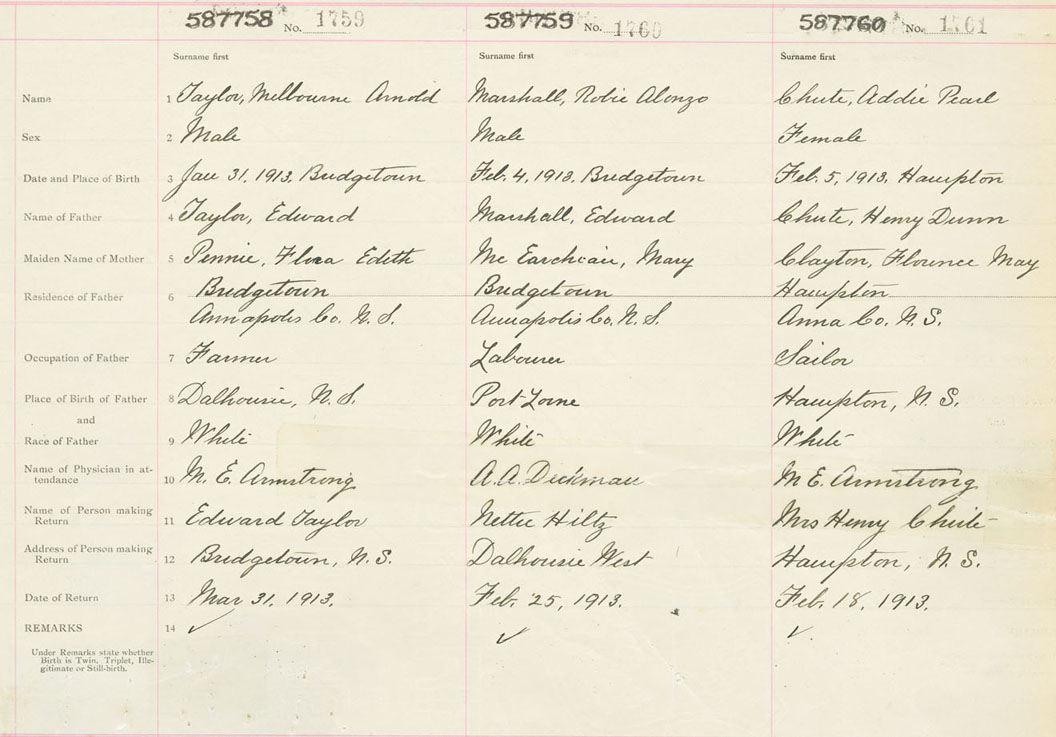 587758 No. 1759 587759 No. 1760 587760 No. 1761
Surname first Surname first Surname first
Name 1 Taylor, Melbourne Arnold Marshall, Robie Alonzo Chute, Addie Pearl
Sex 2 Male Male Female
Date and Place of Birth 3 Jan 31, 1913. Bridgetown Feb. 4, 1913. Bridgetown Feb. 5, 1913. Hampton
Name of Father 4 Taylor, Edward Marshall, Edward Chute, Henry Dunn
Maiden Name of Mother 5 Pennie, Flora Edith Mary Clayton, Florence May
Residence of Father 6 Bridgetown Bridgetown Hampton
Annapolis Co. N.S. Annapolis Co. N.S. Anna Co. N.S.
Occupation of Father 7 Farmer Labourer Sailor
Place of Birth of Father 8 Dalhousie, N.S. Port Lorne Hampton, N.S.
and
Race of Father 9 White White White
Name of Physician in at-
tendance 10 M. E. Armstrong A.A. Deckman M E. Armstrong
Name of Person making
Return 11 Edward Taylor Nettie Hiltz Mrs Henry Chute
Address of Person making
Return 12 Bridgetown, N.S. Dalhousie West Hampton, N.S.
Date of Return 13 Mar 31, 1913. Feb. 25, 1913. Feb. 18, 1913.
REMARKS 14 ✓ ✓ ✓
Under Remarks state whether
Birth is Twin, Triplet, Ille-
gitimate or Still-birth.